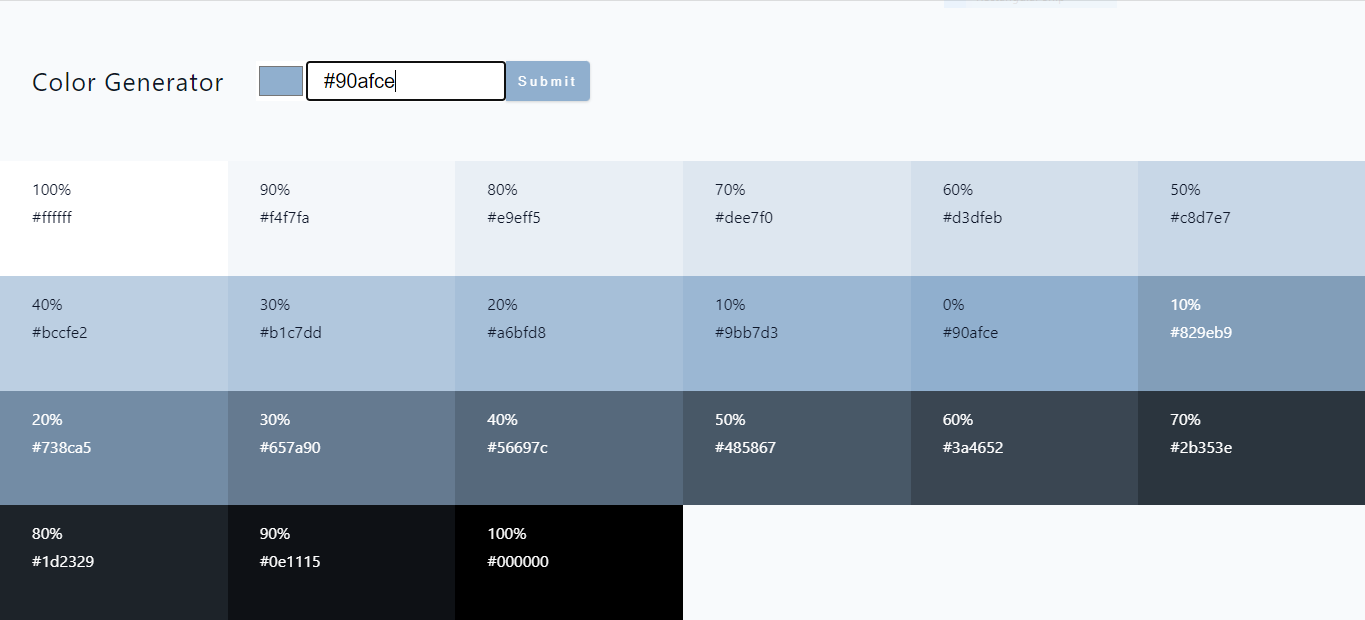 Color Generator
#90afce
Submit
100%
#ffffff
90%
#f4f7fa
80%
#e9eff5
70%
#dee7f0
60%
#d3dfeb
50%
#c8d7e7
40%
#bccfe2
30%
#b1c7dd
20%
#a6bfd8
10%
#9bb7d3
0%
#90afce
10%
#829eb9
20%
#738ca5
30%
#657a90
40%
#56697c
50%
#485867
60%
#3a4652
70%
#2b353e
80%
#1d2329
90%
#0e1115
100%
#000000